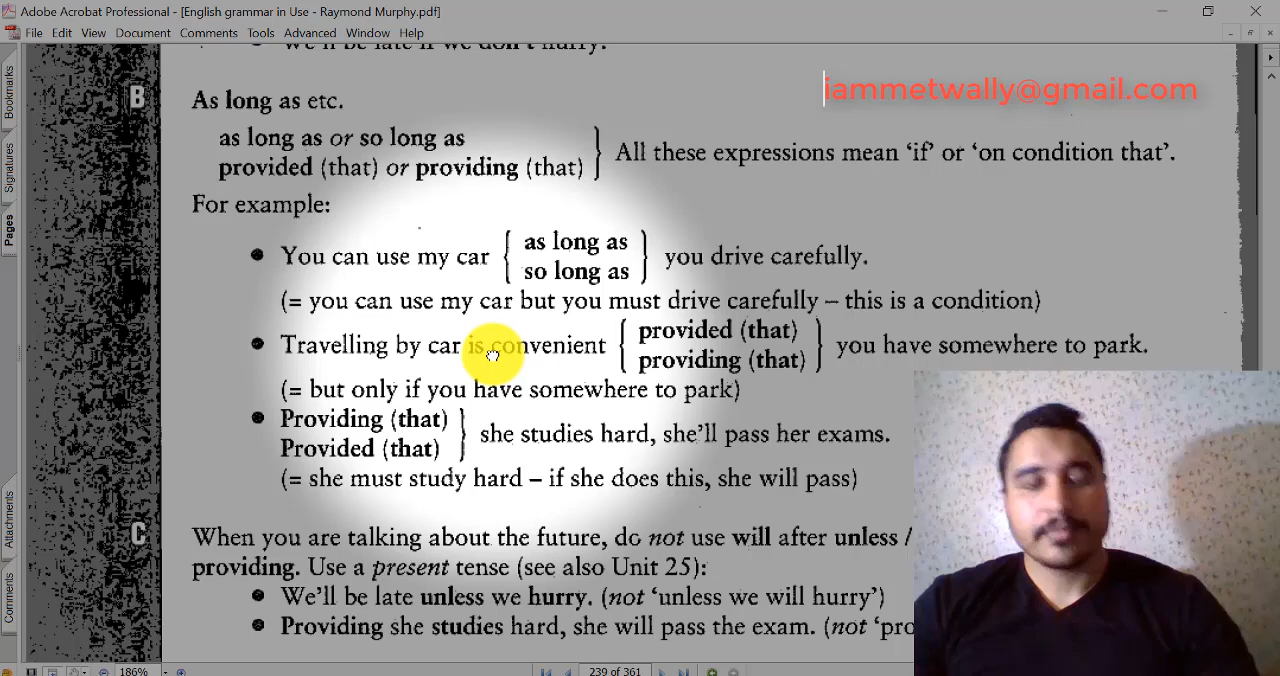 Adobe Acrobat Professional - [English grammar in Use - Raymond Murphy.pdf]
File Edit View Document Comments Tools Advanced Window Help
we'll be late if we don't hurry.
iammetwally@gmail.com
B
As long as etc.
as long as or so long as
provided (that) or providing (that)
All these expressions mean 'if' or 'on condition that'.
For example:
You can use my car
as long as
so long as
you drive carefully.
(= you can use my car but you must drive carefully – this is a condition)
Travelling by car is convenient
provided (that)
providing (that)
you have somewhere to park.
(= but only if you have somewhere to park)
Providing (that)
Provided (that)
she studies hard, she'll pass her exams.
(= she must study hard – if she does this, she will pass)
C
When you are talking about the future, do not use will after unless /
providing. Use a present tense (see also Unit 25):
We'll be late unless we hurry. (not 'unless we will hurry')
Providing she studies hard, she will pass the exam. (not 'pro
Bookmarks
Signatures
Pages
Attachments
Comments
186%
239 of 361